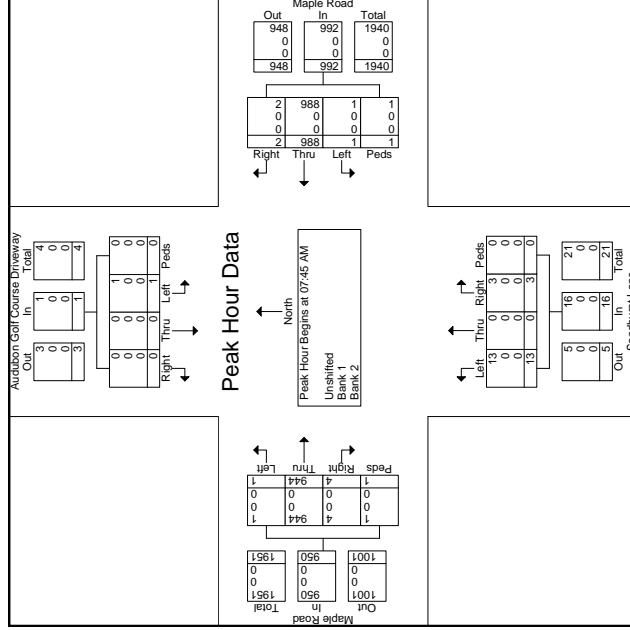 Maple Road
Out In Total
948 992 1940
0 0 0
0 0 0
948 992 1940
2 988 1 1
0 0 0 0
0 0 0 0
2 988 1 1
Right Thru Left Peds
Audubon Golf Course Driveway
Out In Total
3 1 4
0 0 0
0 0 0
3 1 4
0 0 1 0
0 0 0 0
0 0 0 0
0 0 1 0
Right Thru Left Peds
Peak Hour Data
North
Peak Hour Begins at 07:45 AM
Unshifted
Bank 1
Bank 2
Left Thru Right Peds
13 0 3 0
0 0 0 0
0 0 0 0
13 0 3 0
5 16 21
0 0 0
0 0 0
5 16 21
Out In Total
Left Thru Right Peds
1 944 4 1
0 0 0 0
0 0 0 0
1 944 4 1
1951 950 1001
0 0 0
0 0 0
1951 950 1001
Total In Out
Maple Road